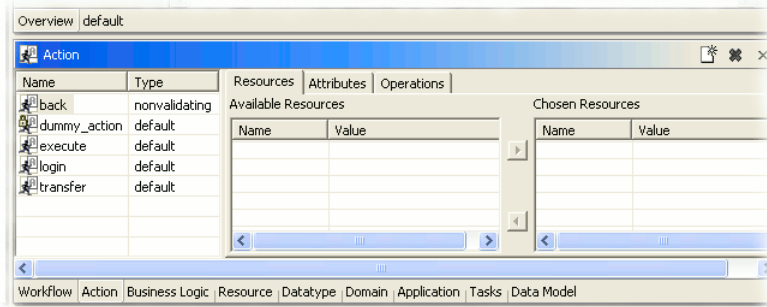 Overview default
Action
Name Type
back nonvalidating
dummy_action default
execute default
login default
transfer default
Resources Attributes Operations
Available Resources
Name Value
Chosen Resources
Name Value
Workflow Action Business Logic Resource Datatype Domain Application Tasks Data Model